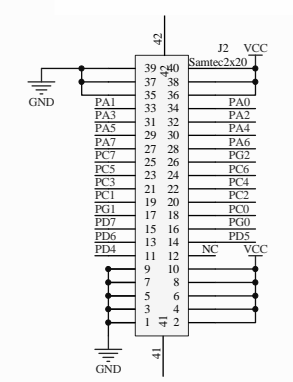 42
J2 VCC
Samtec2x20
42
39 40
37 38
35 36
GND
PA1 33 34 PA0
PA3 31 32 PA2
PA5 29 30 PA4
PA7 27 28 PA6
PC7 25 26 PG2
PC5 23 24 PC6
PC3 21 22 PC4
PC1 19 20 PC2
PG1 17 18 PC0
PD7 15 16 PG0
PD6 13 14 PD5
PD4 11 12 NC VCC
9 10
7 8
5 6
3 4
1 2
41
41
GND